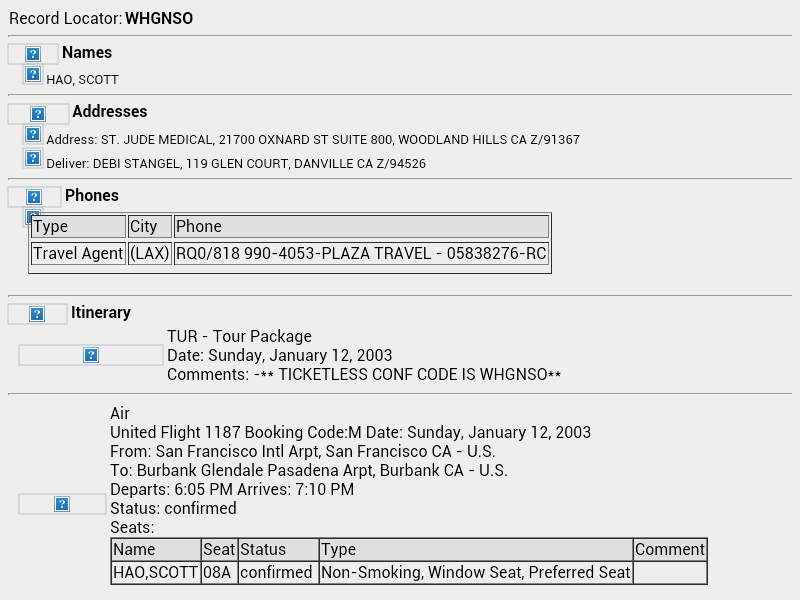 Record Locator: WHGNSO
Names
HAO, SCOTT
Addresses
Address: ST. JUDE MEDICAL, 21700 OXNARD ST SUITE 800, WOODLAND HILLS CA Z/91367
Deliver: DEBI STANGEL, 119 GLEN COURT, DANVILLE CA Z/94526
Phones
Type City Phone
Travel Agent (LAX) RQ0/818 990-4053-PLAZA TRAVEL - 05838276-RC
Itinerary
TUR - Tour Package
Date: Sunday, January 12, 2003
Comments: -** TICKETLESS CONF CODE IS WHGNSO**
Air
United Flight 1187 Booking Code:M Date: Sunday, January 12, 2003
From: San Francisco Intl Arpt, San Francisco CA - U.S.
To: Burbank Glendale Pasadena Arpt, Burbank CA - U.S.
Departs: 6:05 PM Arrives: 7:10 PM
Status: confirmed
Seats:
Name Seat Status Type Comment
HAO,SCOTT 08A confirmed Non-Smoking, Window Seat, Preferred Seat